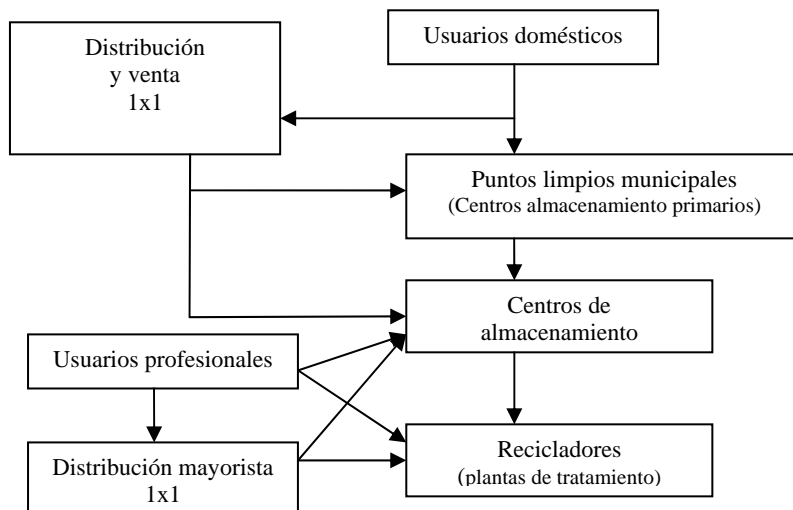 Distribución
y venta
1x1
Usuarios domésticos
Puntos limpios municipales
(Centros almacenamiento primarios)
Centros de
almacenamiento
Usuarios profesionales
Distribución mayorista
1x1
Recicladores
(plantas de tratamiento)